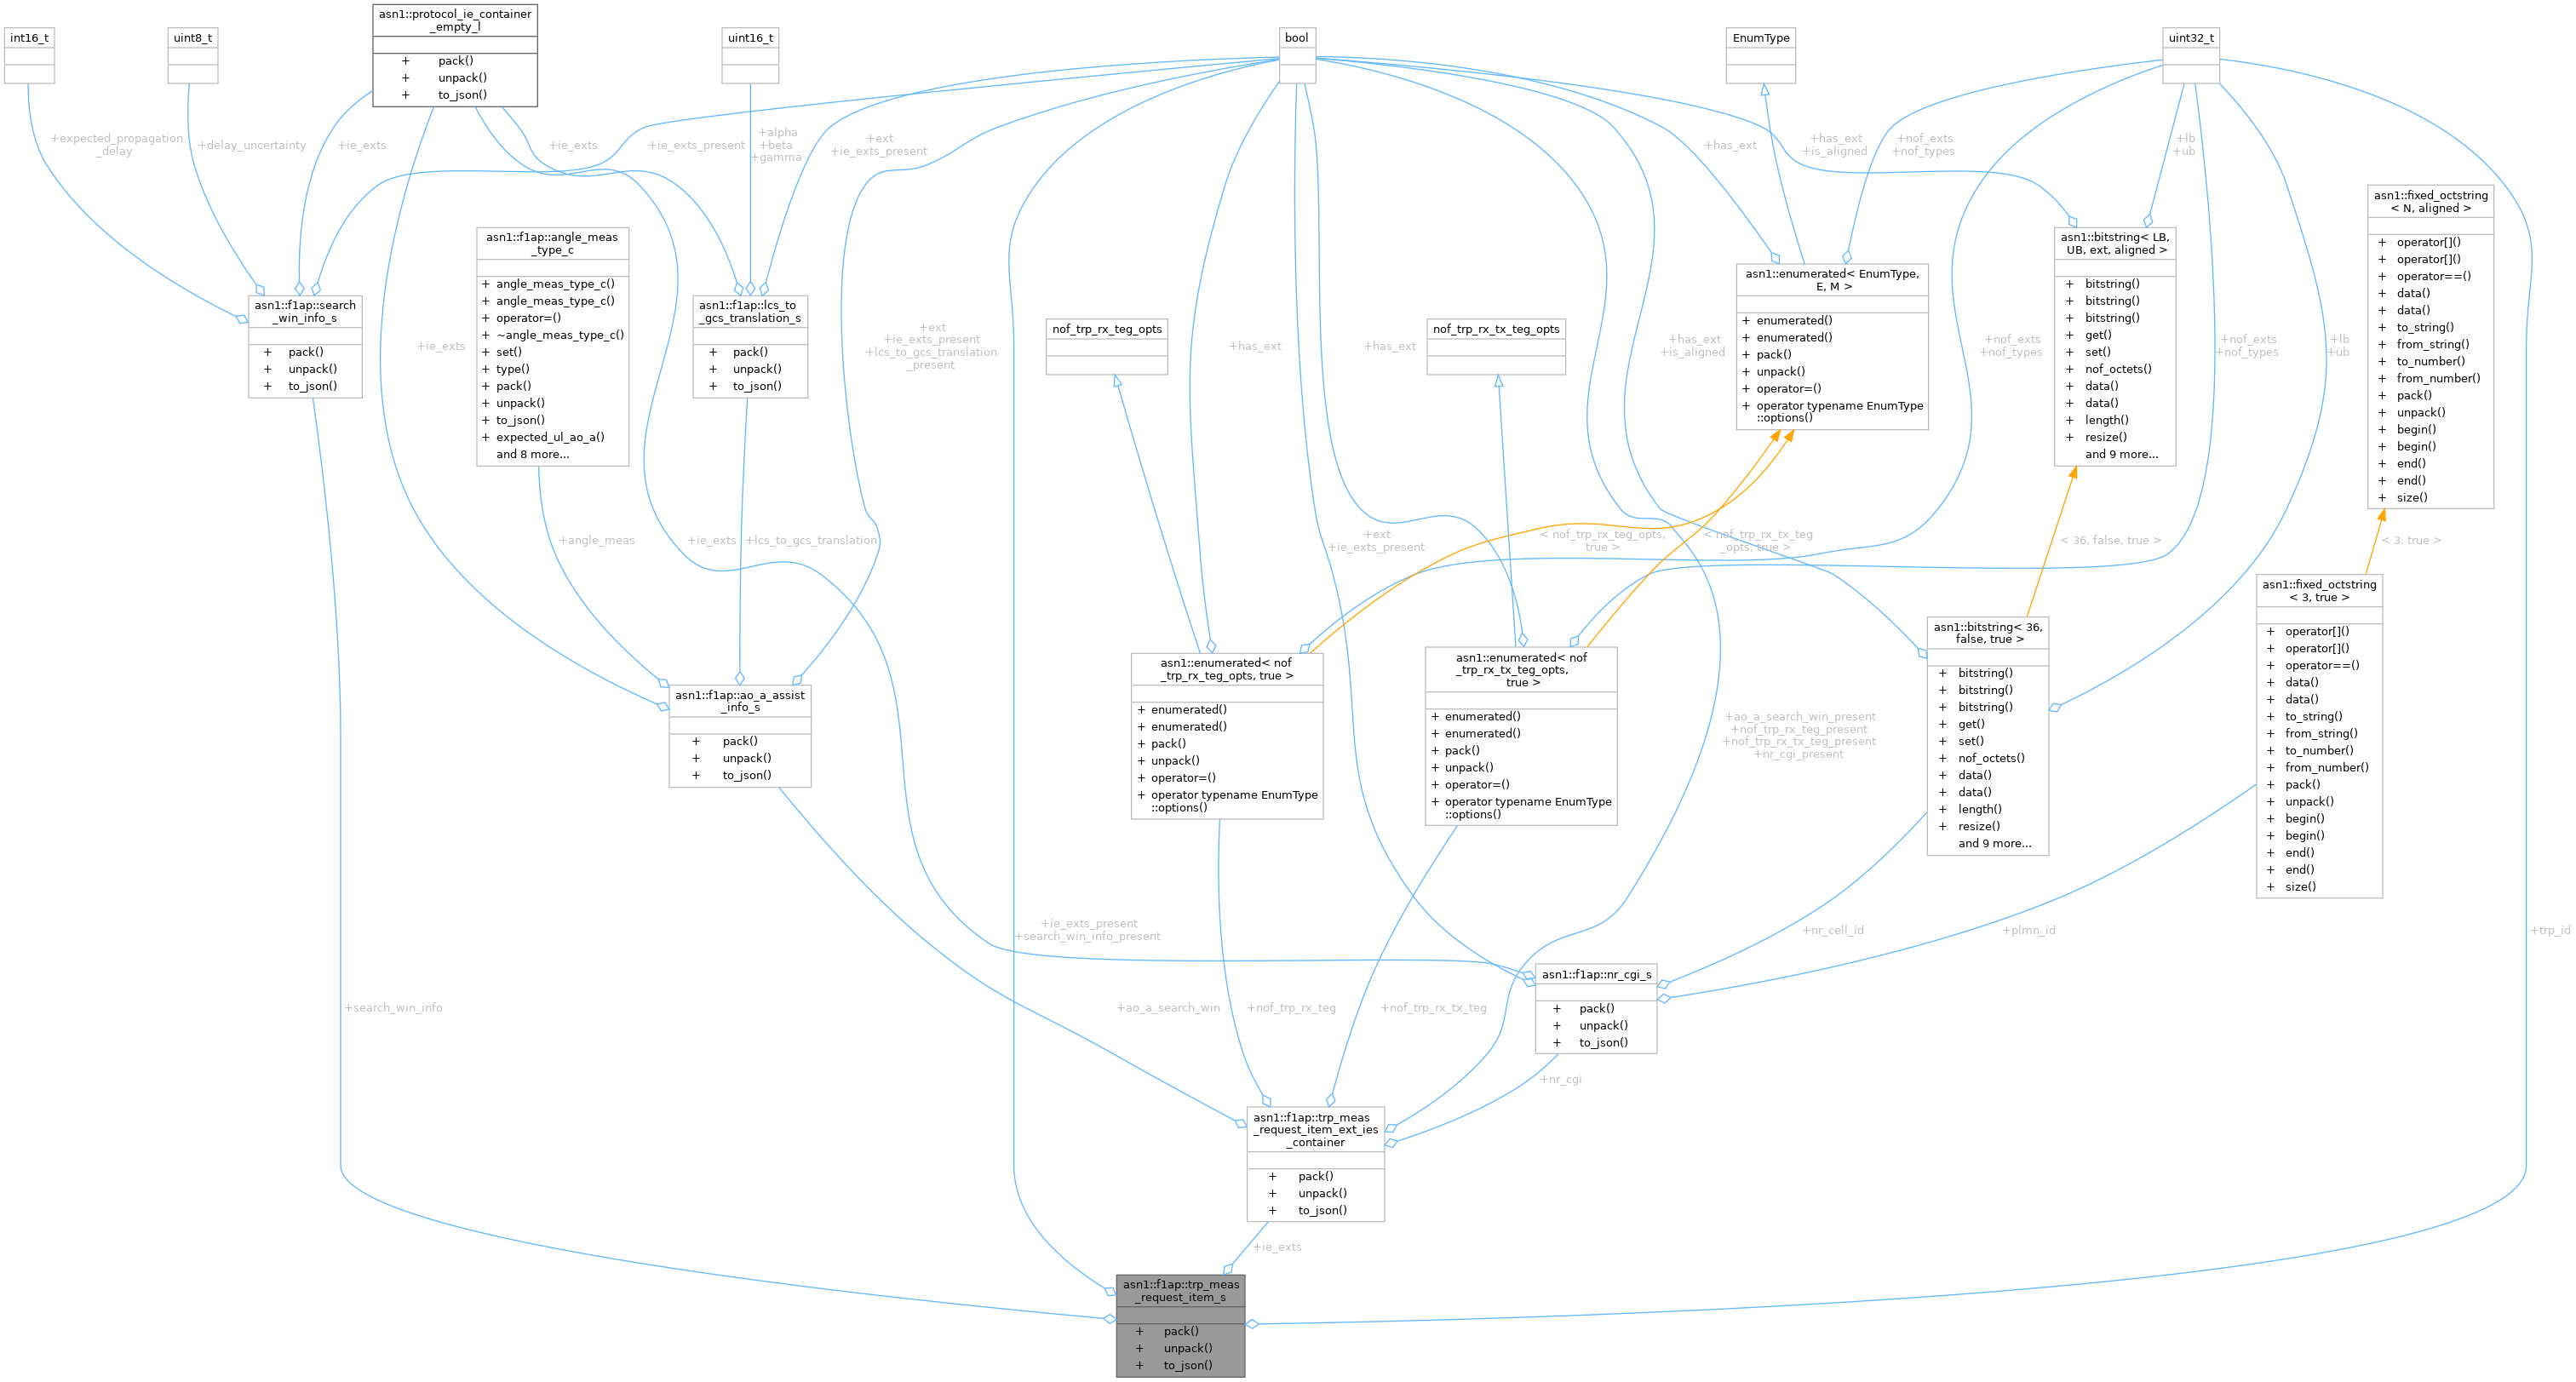 int16_t
uint8_t
asn1::protocol_ie_container
_empty_l
+ pack()
+ unpack()
+ to_json()
uint16_t
bool
EnumType
uint32_t
+expected_propagation
_delay
+delay_uncertainty
+ie_exts
+ie_exts
+ie_exts_present
+alpha
+beta
+gamma
+ext
+ie_exts_present
+has_ext
+has_ext
+is_aligned
+nof_exts
+nof_types
+lb
+ub
asn1::fixed_octstring
< N, aligned >
+ operator[]()
+ operator[]()
+ operator==()
+ data()
+ data()
+ to_string()
+ from_string()
+ to_number()
+ from_number()
+ pack()
+ unpack()
+ begin()
+ begin()
+ end()
+ end()
+ size()
asn1::f1ap::angle_meas
_type_c
+ angle_meas_type_c()
+ angle_meas_type_c()
+ operator=()
+ ~angle_meas_type_c()
+ set()
+ type()
+ pack()
+ unpack()
+ to_json()
+ expected_ul_ao_a()
and 8 more...
asn1::bitstring< LB,
UB, ext, aligned >
+ bitstring()
+ bitstring()
+ bitstring()
+ get()
+ set()
+ nof_octets()
+ data()
+ data()
+ length()
+ resize()
and 9 more...
asn1::enumerated< EnumType,
E, M >
+ enumerated()
+ enumerated()
+ pack()
+ unpack()
+ operator=()
+ operator typename EnumType
::options()
asn1::f1ap::search
_win_info_s
+ pack()
+ unpack()
+ to_json()
asn1::f1ap::lcs_to
_gcs_translation_s
+ pack()
+ unpack()
+ to_json()
nof_trp_rx_teg_opts
nof_trp_rx_tx_teg_opts
+ie_exts
+ext
+ie_exts_present
+lcs_to_gcs_translation
_present
+has_ext
+has_ext
+has_ext
+is_aligned
+nof_exts
+nof_types
+nof_exts
+nof_types
+lb
+ub
+angle_meas
+ie_exts
+lcs_to_gcs_translation
+ext
+ie_exts_present
< nof_trp_rx_teg_opts,
true >
< nof_trp_rx_tx_teg
_opts, true >
< 36, false, true >
< 3, true >
asn1::fixed_octstring
< 3, true >
+ operator[]()
+ operator[]()
+ operator==()
+ data()
+ data()
+ to_string()
+ from_string()
+ to_number()
+ from_number()
+ pack()
+ unpack()
+ begin()
+ begin()
+ end()
+ end()
+ size()
asn1::bitstring< 36,
false, true >
+ bitstring()
+ bitstring()
+ bitstring()
+ get()
+ set()
+ nof_octets()
+ data()
+ data()
+ length()
+ resize()
and 9 more...
asn1::enumerated< nof
_trp_rx_teg_opts, true >
+ enumerated()
+ enumerated()
+ pack()
+ unpack()
+ operator=()
+ operator typename EnumType
::options()
asn1::enumerated< nof
_trp_rx_tx_teg_opts,
true >
+ enumerated()
+ enumerated()
+ pack()
+ unpack()
+ operator=()
+ operator typename EnumType
::options()
asn1::f1ap::ao_a_assist
_info_s
+ pack()
+ unpack()
+ to_json()
+ao_a_search_win_present
+nof_trp_rx_teg_present
+nof_trp_rx_tx_teg_present
+nr_cgi_present
+ie_exts_present
+search_win_info_present
+nr_cell_id
+plmn_id
+trp_id
asn1::f1ap::nr_cgi_s
+ pack()
+ unpack()
+ to_json()
+search_win_info
+ao_a_search_win
+nof_trp_rx_teg
+nof_trp_rx_tx_teg
+nr_cgi
asn1::f1ap::trp_meas
_request_item_ext_ies
_container
+ pack()
+ unpack()
+ to_json()
+ie_exts
asn1::f1ap::trp_meas
_request_item_s
+ pack()
+ unpack()
+ to_json()